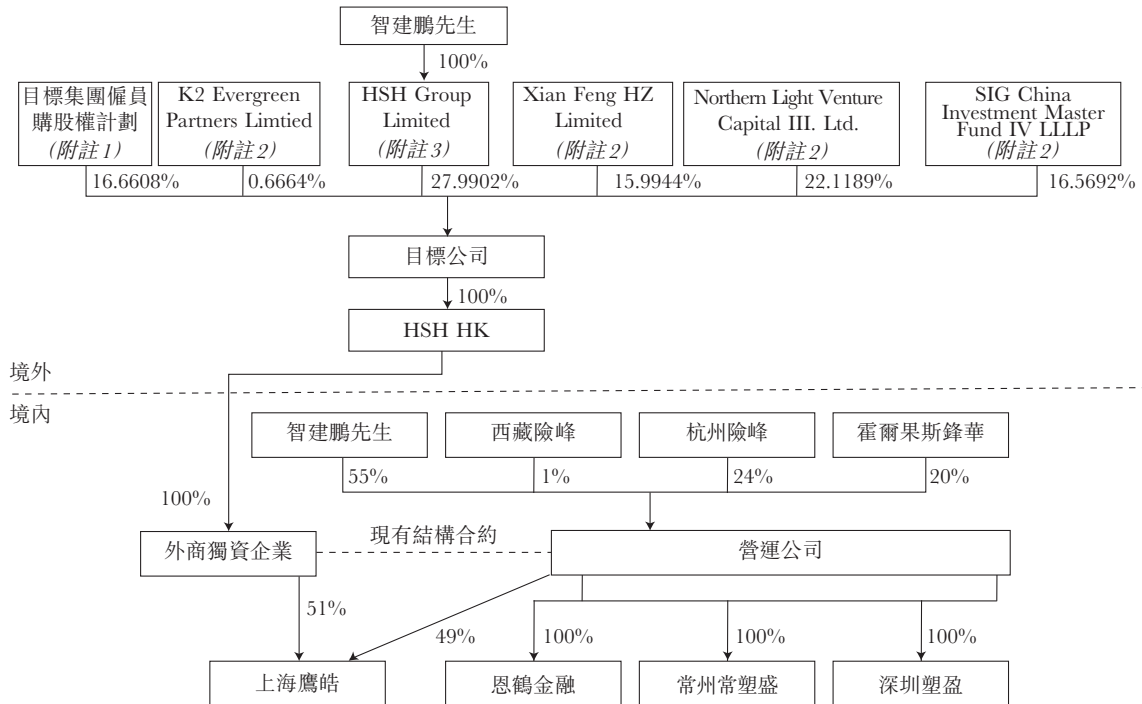 智建鵬先生
100%
目標集團僱員
購股權計劃
(附註1)
K2 Evergreen
Partners Limtied
(附註2)
HSH Group
Limited
(附註3)
Xian Feng HZ
Limited
(附註2)
Northern Light Venture
Capital III. Ltd.
(附註2)
SIG China
Investment Master
Fund IV LLLP
(附註2)
16.6608%
0.6664%
27.9902%
15.9944%
22.1189%
16.5692%
目標公司
100%
HSH HK
境外
境內
智建鵬先生
西藏險峰
杭州險峰
霍爾果斯鋒華
55%
1%
24%
20%
100%
外商獨資企業
現有結構合約
營運公司
51%
49%
100%
100%
100%
上海鷹皓
恩鶴金融
常州常塑盛
深圳塑盈